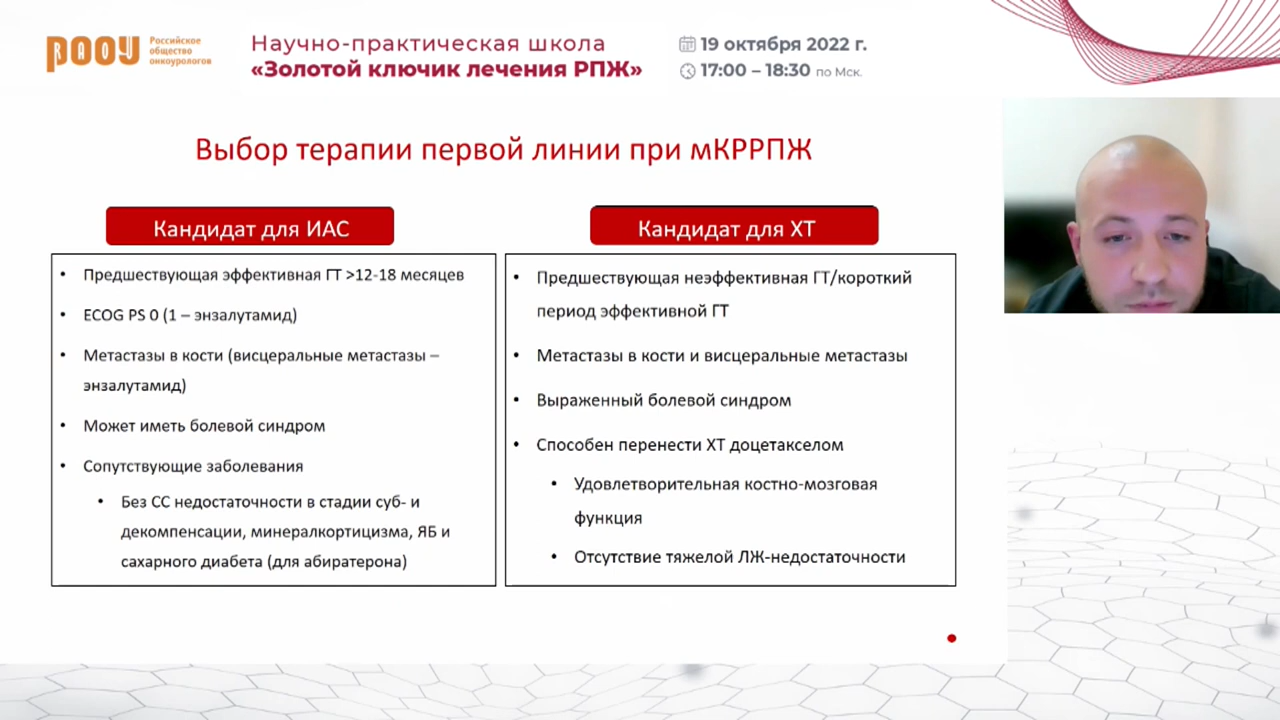 РАОУ
Российское
общество
онкоурологов
Научно-практическая школа
«Золотой ключик лечения РПЖ»
19 октября 2022 г.
17:00 – 18:30 по Мск.
Выбор терапии первой линии при мКРРПЖ
Кандидат для ИАС
• Предшествующая эффективная ГТ >12-18 месяцев
• ECOG PS 0 (1 – энзалутамид)
• Метастазы в кости (висцеральные метастазы –
энзалутамид)
• Может иметь болевой синдром
• Сопутствующие заболевания
• Без СС недостаточности в стадии суб- и
декомпенсации, минералкортицизма, ЯБ и
сахарного диабета (для абиратерона)
Кандидат для ХТ
• Предшествующая неэффективная ГТ/короткий
период эффективной ГТ
• Метастазы в кости и висцеральные метастазы
• Выраженный болевой синдром
• Способен перенести ХТ доцетакселом
• Удовлетворительная костно-мозговая
функция
• Отсутствие тяжелой ЛЖ-недостаточности